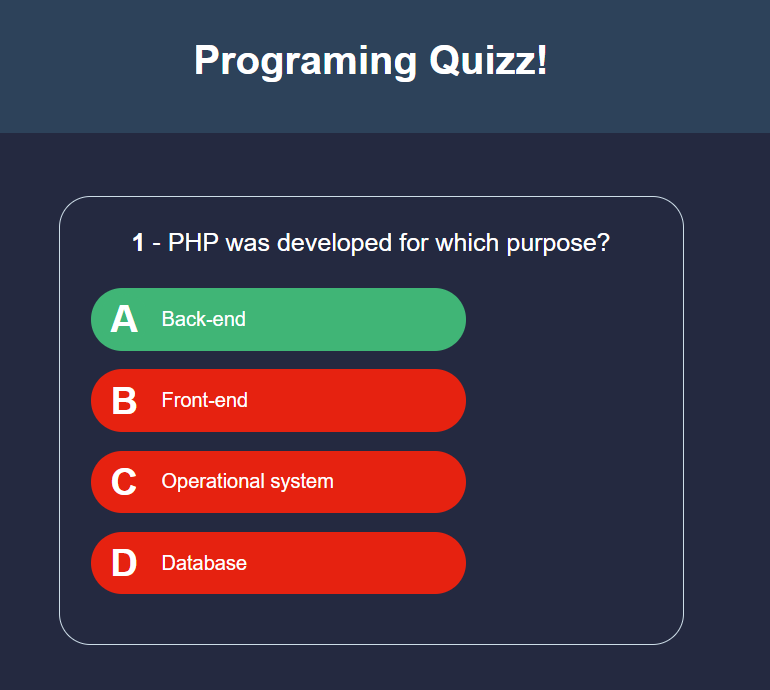 Programing Quizz!
1 - PHP was developed for which purpose?
A Back-end
B Front-end
C Operational system
D Database